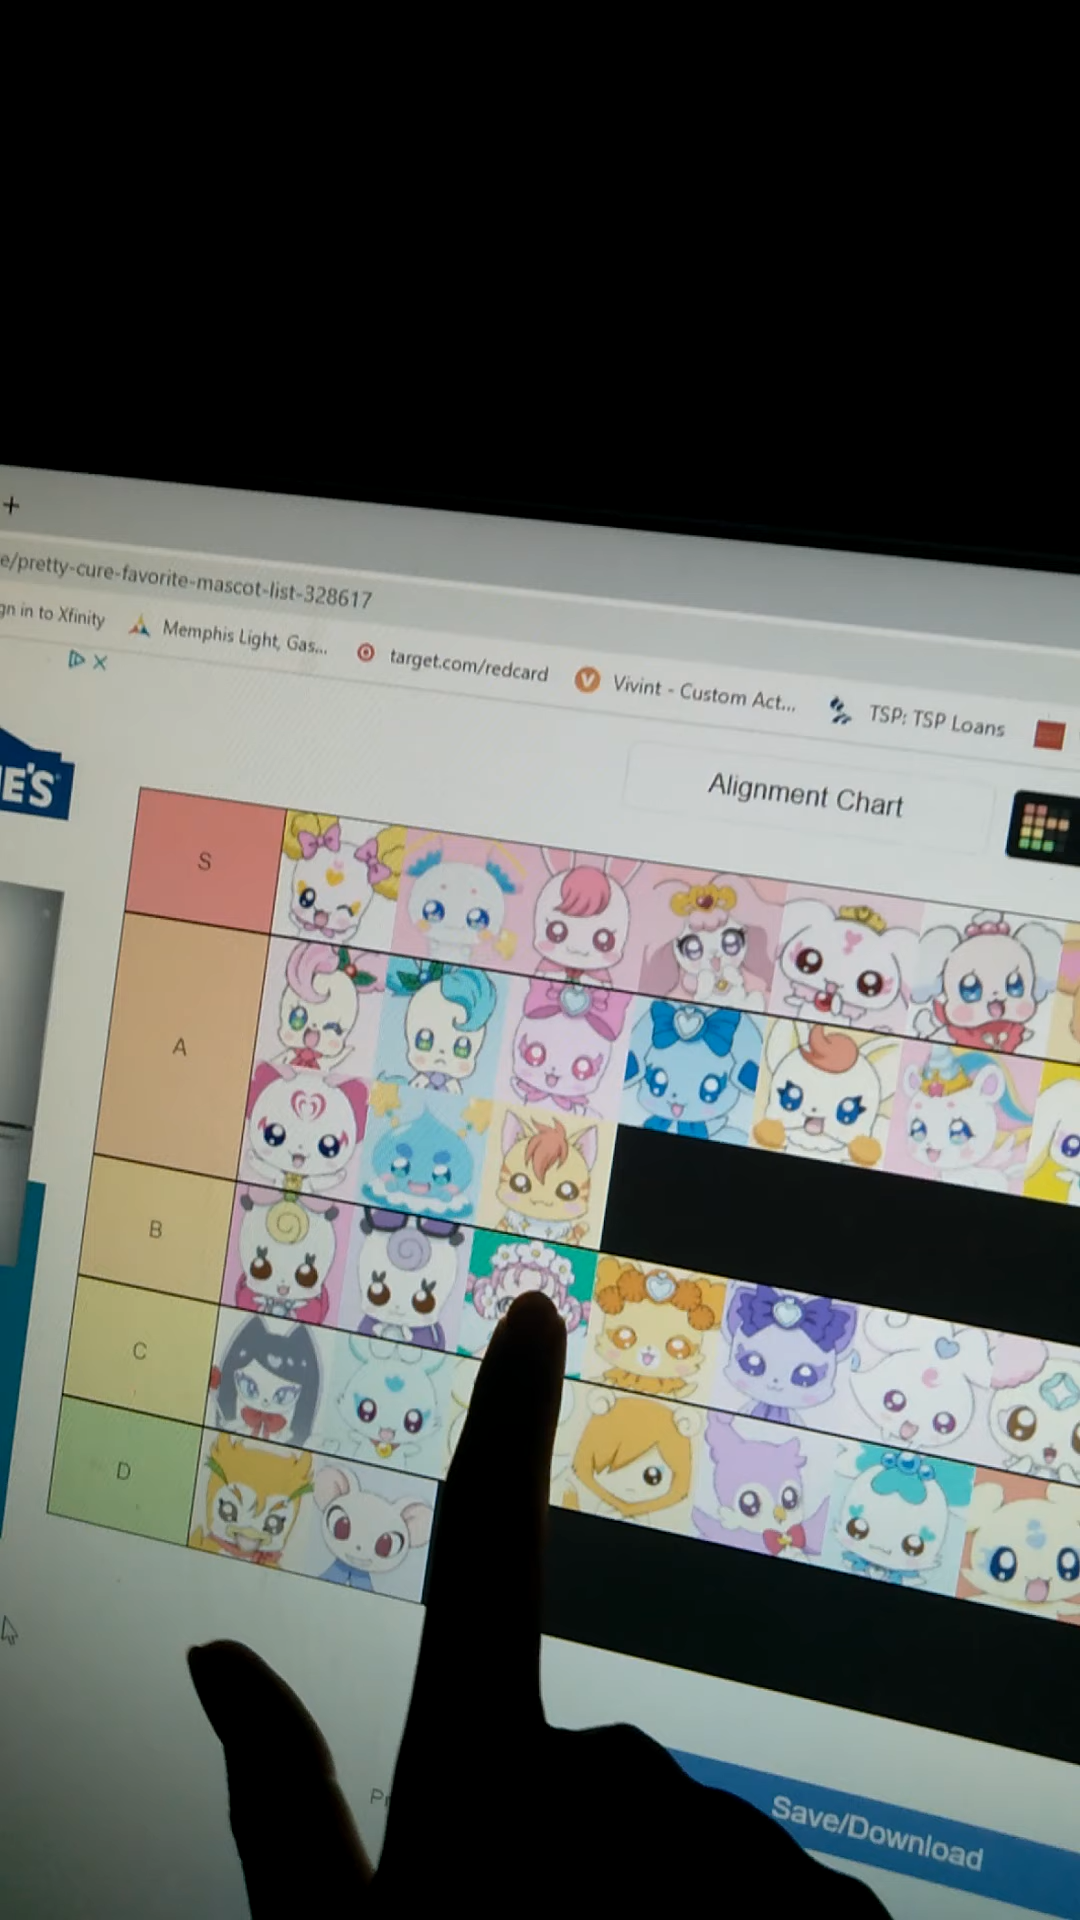 +
e/pretty-cure-favorite-mascot-list-328617
gn in to Xfinity
Memphis Light, Gas...
target.com/redcard
Vivint - Custom Act...
TSP: TSP Loans
E'S
Alignment Chart
S
A
B
C
D
Save/Download